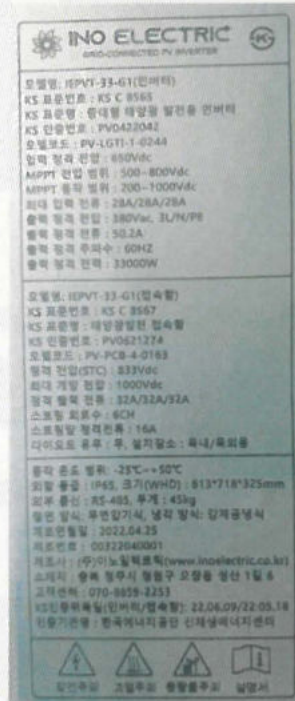 INO ELECTRIC
GRID-CONNECTED PV INVERTER
모델명: IEPVT-33-G1(인버터)
KS 표준번호 : KS C 8565
KS 표준명 : 중대형 태양광 발전용 인버터
KS 인증번호 : PV0422042
모델코드 : PV-LGTI-1-0244
입력 정격 전압 : 650Vdc
MPPT 전압 범위 : 500~800Vdc
MPPT 동작 범위 : 200~1000Vdc
최대 입력 전류 : 28A/28A/28A
출력 정격 전압 : 380Vac, 3L/N/PE
출력 정격 전류 : 50.2A
출력 정격 주파수 : 60HZ
출력 정격 전력 : 33000W
모델명: IEPVT-33-G1(접속함)
KS 표준번호 : KS C 8567
KS 표준명 : 태양광발전 접속함
KS 인증번호 : PV0621274
모델코드 : PV-PCB-4-0163
정격 전압(STC) : 833Vdc
최대 개방 전압 : 1000Vdc
정격 출력 전류 : 32A/32A/32A
스트링 회로수 : 6CH
스트링당 정격전류 : 16A
다이오드 유무 : 무, 설치장소 : 옥내/옥외용
동작 온도 범위: -25℃~+50℃
외함 등급 : IP65, 크기(WHD) : 813*718*325mm
외부 통신 : RS-485, 무게 : 45kg
절연 방식: 무변압기식, 냉각 방식: 강제공냉식
제조연월일 : 2022.04.25
제조번호 : 00322040001
제조사 : (주)이노일렉트릭(www.inoelectric.co.kr)
소재지 : 충북 청주시 청원구 오창읍 생산 1길 6
고객센터 : 070-8859-2253
KS인증취득일(인버터/접속함): 22.06.09/22.05.18
인증기관명 : 한국에너지공단 신재생에너지센터
감전주의 고온주의 중량물주의 설명서